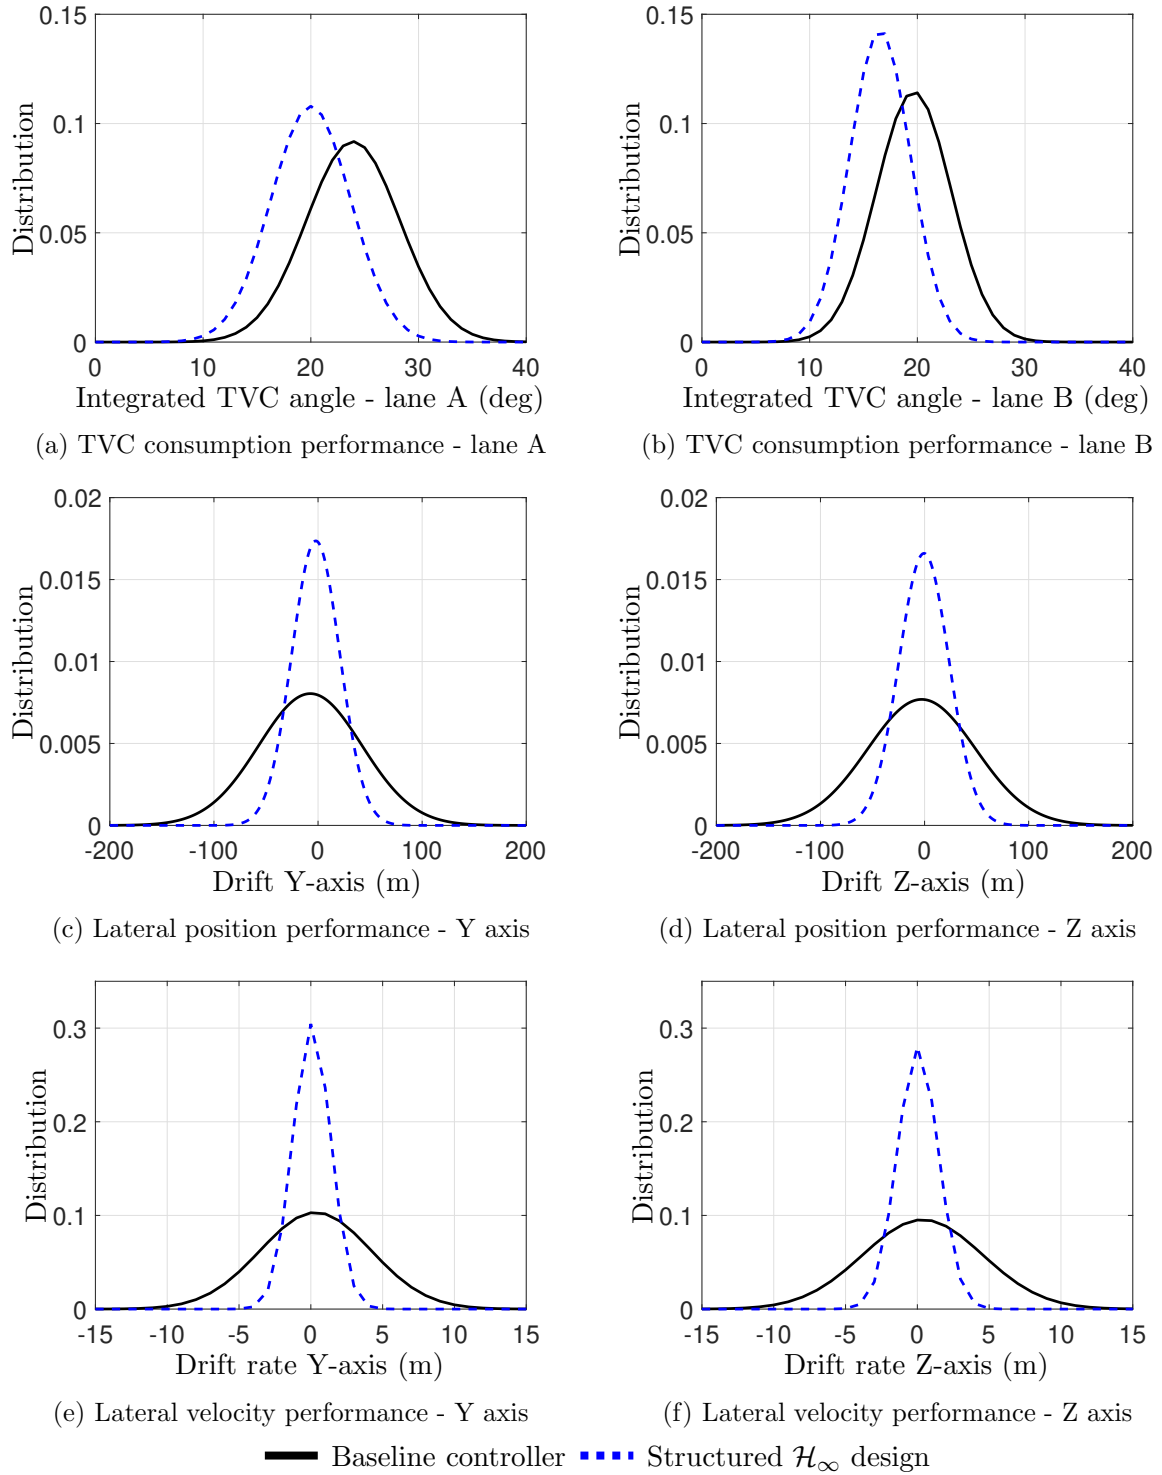 0.15
0.1
0.05
0
Distribution
0 10 20 30 40
Integrated TVC angle - lane A (deg)
(a) TVC consumption performance - lane A
0.15
0.1
0.05
0
Distribution
0 10 20 30 40
Integrated TVC angle - lane B (deg)
(b) TVC consumption performance - lane B
0.02
0.015
0.01
0.005
0
Distribution
-200 -100 0 100 200
Drift Y-axis (m)
(c) Lateral position performance - Y axis
0.02
0.015
0.01
0.005
0
Distribution
-200 -100 0 100 200
Drift Z-axis (m)
(d) Lateral position performance - Z axis
0.3
0.2
0.1
0
Distribution
-15 -10 -5 0 5 10 15
Drift rate Y-axis (m)
(e) Lateral velocity performance - Y axis
0.3
0.2
0.1
0
Distribution
-15 -10 -5 0 5 10 15
Drift rate Z-axis (m)
(f) Lateral velocity performance - Z axis
Baseline controller Structured ℋ∞ design